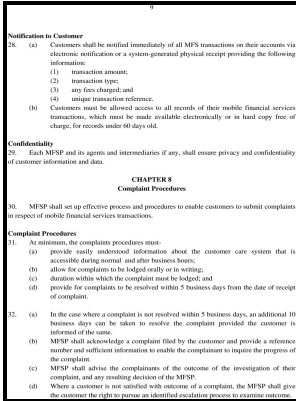 9
Notification to Customer
28. (a) Customers shall be notified immediately of all MFS transactions on their accounts via
electronic notification or a system-generated physical receipt providing the following
information:
(1) transaction amount;
(2) transaction type;
(3) any fees charged; and
(4) unique transaction reference.
(b) Customers must be allowed access to all records of their mobile financial services
transactions, which must be made available electronically or in hard copy free of
charge, for records under 60 days old.
Confidentiality
29. Each MFSP and its agents and intermediaries if any, shall ensure privacy and confidentiality
of customer information and data.
CHAPTER 8
Complaint Procedures
30. MFSP shall set up effective process and procedures to enable customers to submit complaints
in respect of mobile financial services transactions.
Complaint Procedures
31. At minimum, the complaints procedures must-
(a) provide easily understood information about the customer care system that is
accessible during normal and after business hours;
(b) allow for complaints to be lodged orally or in writing;
(c) duration within which the complaint must be lodged; and
(d) provide for complaints to be resolved within 5 business days from the date of receipt
of complaint.
32. (a) In the case where a complaint is not resolved within 5 business days, an additional 10
business days can be taken to resolve the complaint provided the customer is
informed of the same.
(b) MFSP shall acknowledge a complaint filed by the customer and provide a reference
number and sufficient information to enable the complainant to inquire the progress of
the complaint.
(c) MFSP shall advise the complainants of the outcome of the investigation of their
complaint, and any resulting decision of the MFSP.
(d) Where a customer is not satisfied with outcome of a complaint, the MFSP shall give
the customer the right to pursue an identified escalation process to examine outcome.